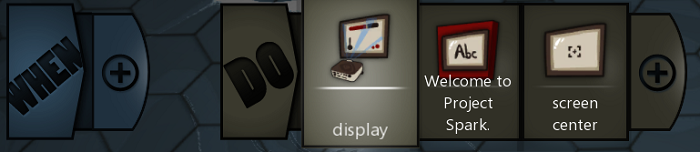 WHEN
DO
display
Abc
Welcome to
Project
Spark.
screen
center